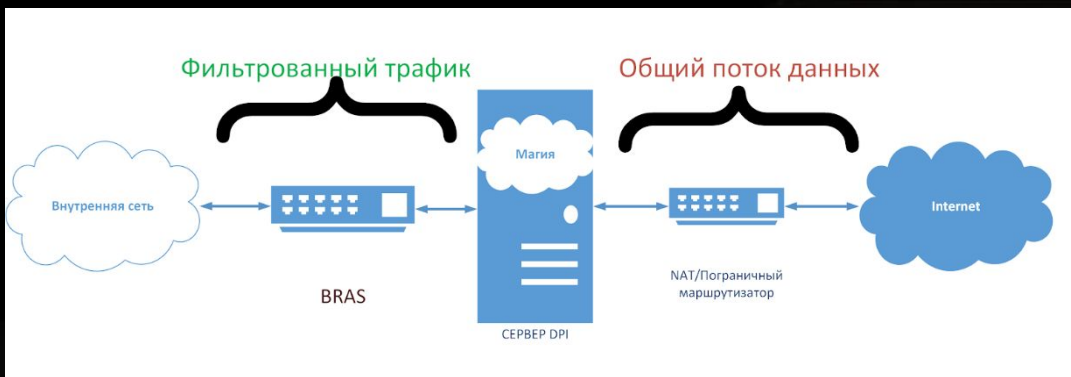 Фильтрованный трафик
Общий поток данных
Внутренняя сеть
BRAS
Магия
СЕРВЕР DPI
NAT/Пограничный
маршрутизатор
Internet